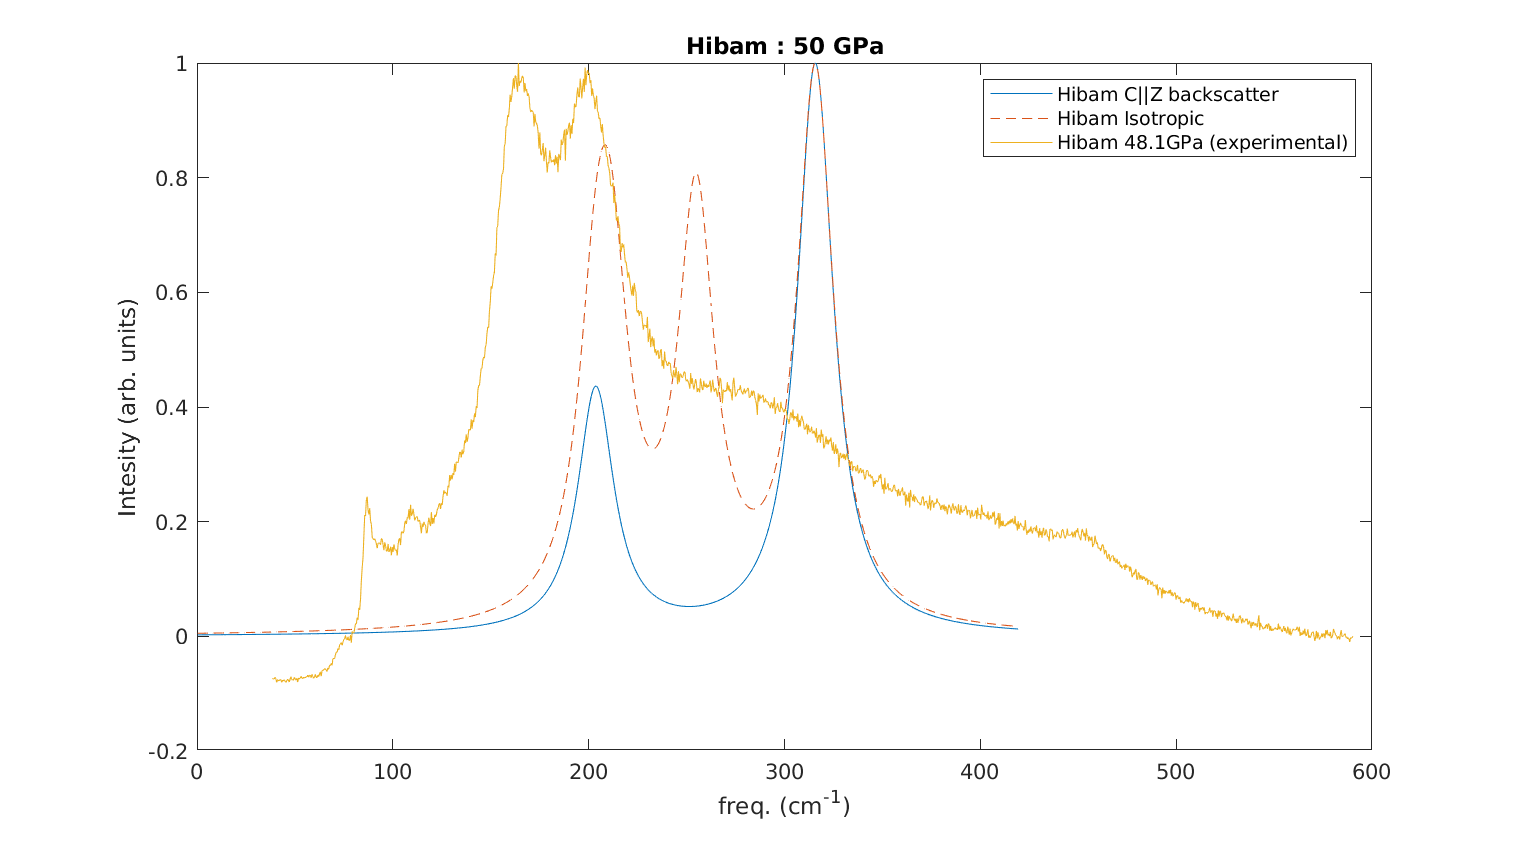 Hibam : 50 GPa
Hibam C||Z backscatter
Hibam Isotropic
Hibam 48.1GPa (experimental)
1
0.8
0.6
0.4
0.2
0
-0.2
Intesity (arb. units)
0
100
200
300
400
500
600
freq. (cm-1)